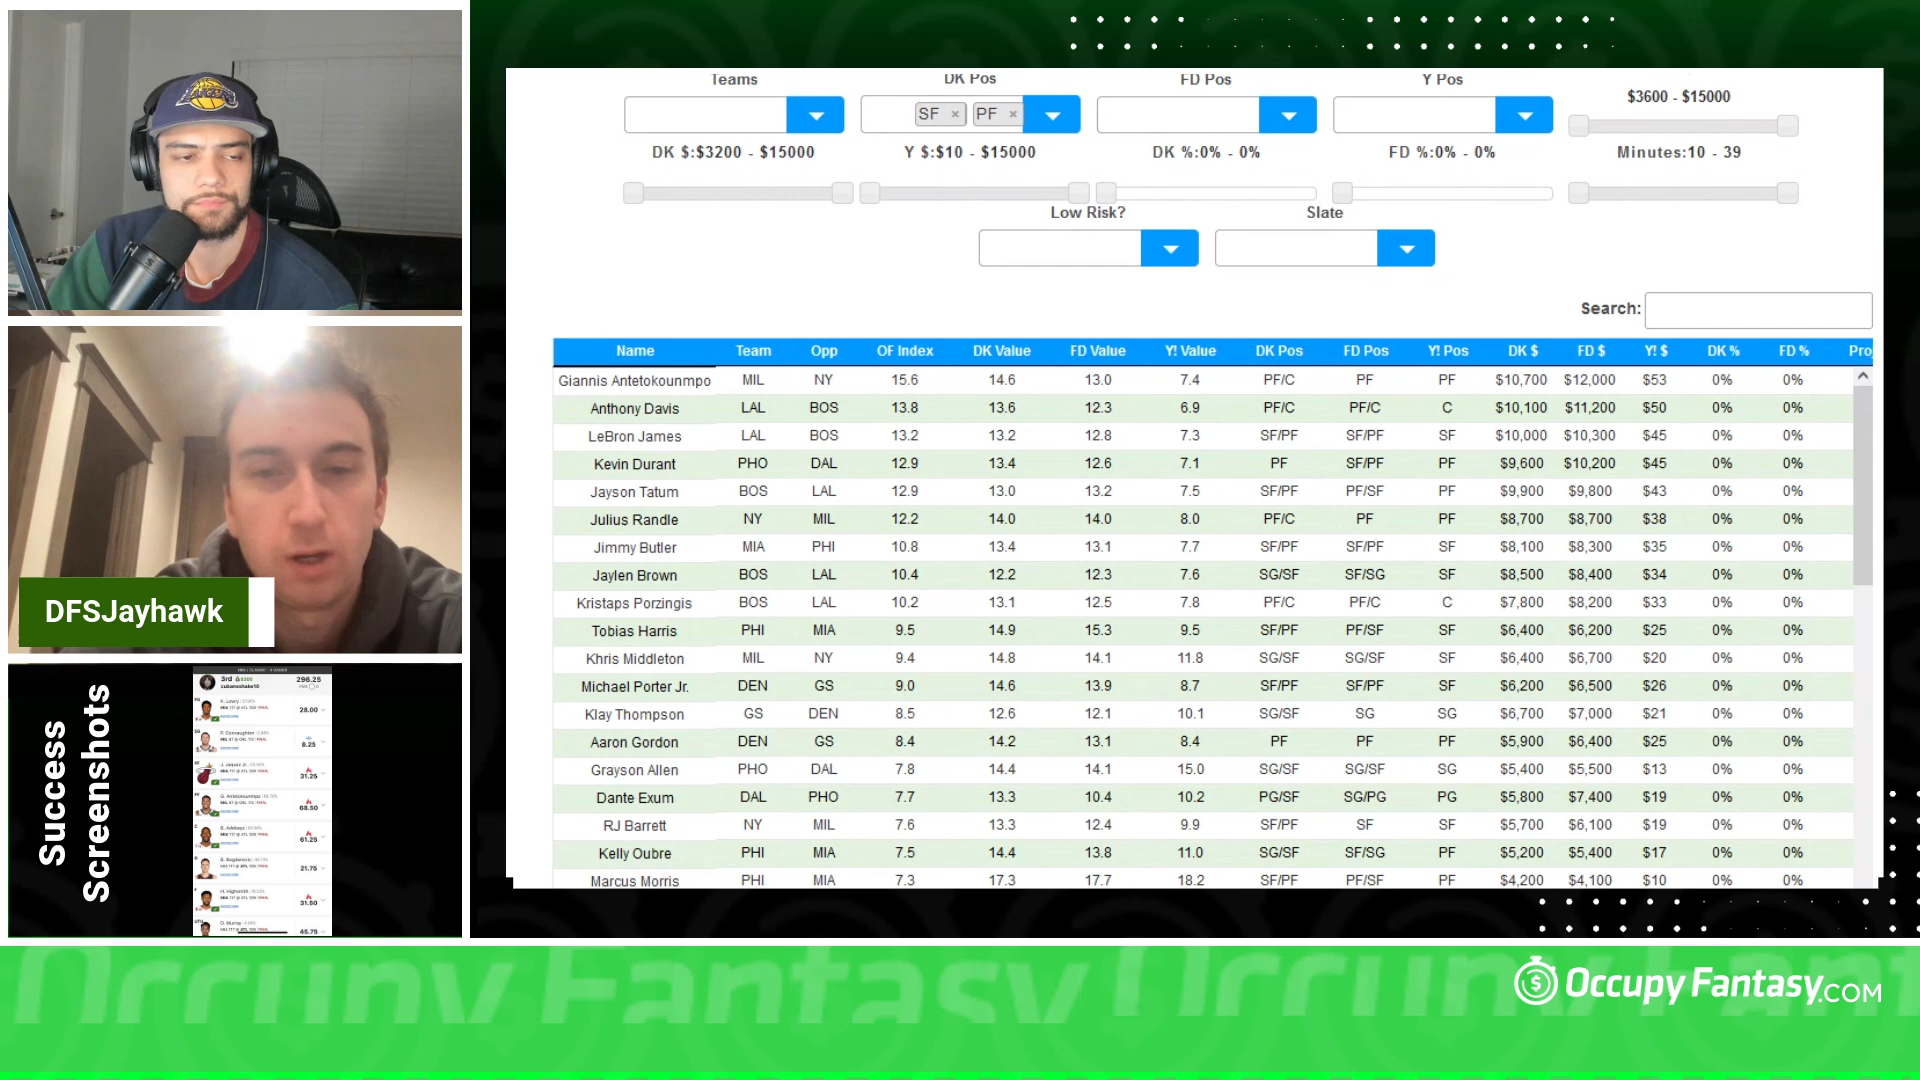 DFSJayhawk
Success
Screenshots
3rd
296.25
28.00
8.25
31.25
68.50
61.25
21.75
31.50
45.75
Teams DK Pos FD Pos Y Pos
$3600 - $15000
SF × PF ×
DK $:$3200 - $15000 Y $:$10 - $15000 DK %:0% - 0% FD %:0% - 0% Minutes:10 - 39
Low Risk? Slate
Search:
Name Team Opp OF Index DK Value FD Value Y! Value DK Pos FD Pos Y! Pos DK $ FD $ Y! $ DK % FD % Pro
Giannis Antetokounmpo MIL NY 15.6 14.6 13.0 7.4 PF/C PF PF $10,700 $12,000 $53 0% 0%
Anthony Davis LAL BOS 13.8 13.6 12.3 6.9 PF/C PF/C C $10,100 $11,200 $50 0% 0%
LeBron James LAL BOS 13.2 13.2 12.8 7.3 SF/PF SF/PF SF $10,000 $10,300 $45 0% 0%
Kevin Durant PHO DAL 12.9 13.4 12.6 7.1 PF SF/PF PF $9,600 $10,200 $45 0% 0%
Jayson Tatum BOS LAL 12.9 13.0 13.2 7.5 SF/PF PF/SF PF $9,900 $9,800 $43 0% 0%
Julius Randle NY MIL 12.2 14.0 14.0 8.0 PF/C PF PF $8,700 $8,700 $38 0% 0%
Jimmy Butler MIA PHI 10.8 13.4 13.1 7.7 SF/PF SF/PF SF $8,100 $8,300 $35 0% 0%
Jaylen Brown BOS LAL 10.4 12.2 12.3 7.6 SG/SF SF/SG SF $8,500 $8,400 $34 0% 0%
Kristaps Porzingis BOS LAL 10.2 13.1 12.5 7.8 PF/C PF/C C $7,800 $8,200 $33 0% 0%
Tobias Harris PHI MIA 9.5 14.9 15.3 9.5 SF/PF PF/SF SF $6,400 $6,200 $25 0% 0%
Khris Middleton MIL NY 9.4 14.8 14.1 11.8 SG/SF SG/SF SF $6,400 $6,700 $20 0% 0%
Michael Porter Jr. DEN GS 9.0 14.6 13.9 8.7 SF/PF SF/PF SF $6,200 $6,500 $26 0% 0%
Klay Thompson GS DEN 8.5 12.6 12.1 10.1 SG/SF SG SG $6,700 $7,000 $21 0% 0%
Aaron Gordon DEN GS 8.4 14.2 13.1 8.4 PF PF PF $5,900 $6,400 $25 0% 0%
Grayson Allen PHO DAL 7.8 14.4 14.1 15.0 SG/SF SG/SF SG $5,400 $5,500 $13 0% 0%
Dante Exum DAL PHO 7.7 13.3 10.4 10.2 PG/SF SG/PG PG $5,800 $7,400 $19 0% 0%
RJ Barrett NY MIL 7.6 13.3 12.4 9.9 SF/PF SF SF $5,700 $6,100 $19 0% 0%
Kelly Oubre PHI MIA 7.5 14.4 13.8 11.0 SG/SF SF/SG PF $5,200 $5,400 $17 0% 0%
Marcus Morris PHI MIA 7.3 17.3 17.7 18.2 SF/PF PF/SF PF $4,200 $4,100 $10 0% 0%
Occupy Fantasy Occupy
Occupy Fantasy.COM